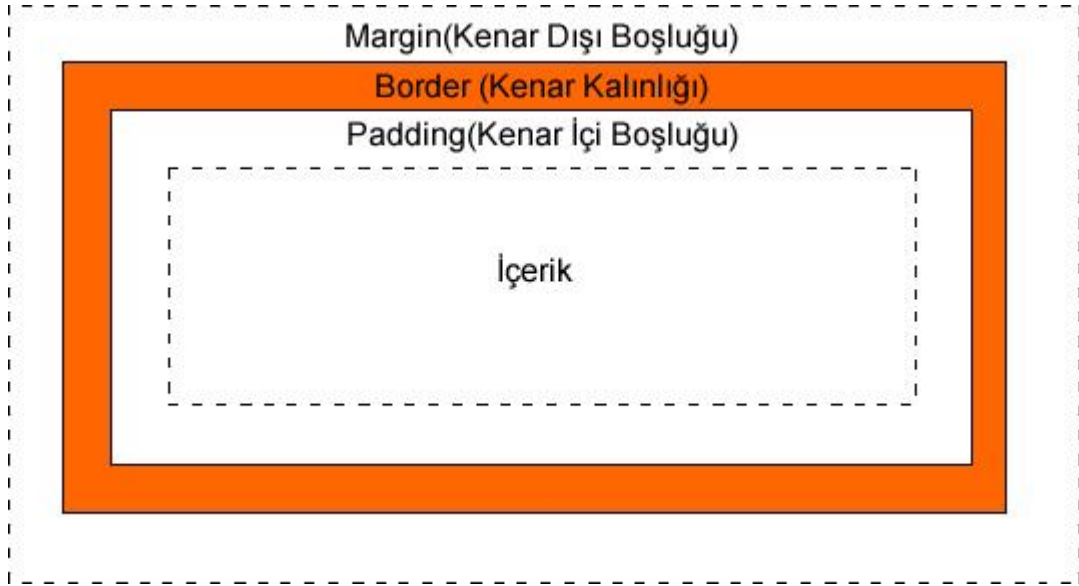 Margin(Kenar Dışı Boşluğu)
Border (Kenar Kalınlığı)
Padding(Kenar İçi Boşluğu)
İçerik